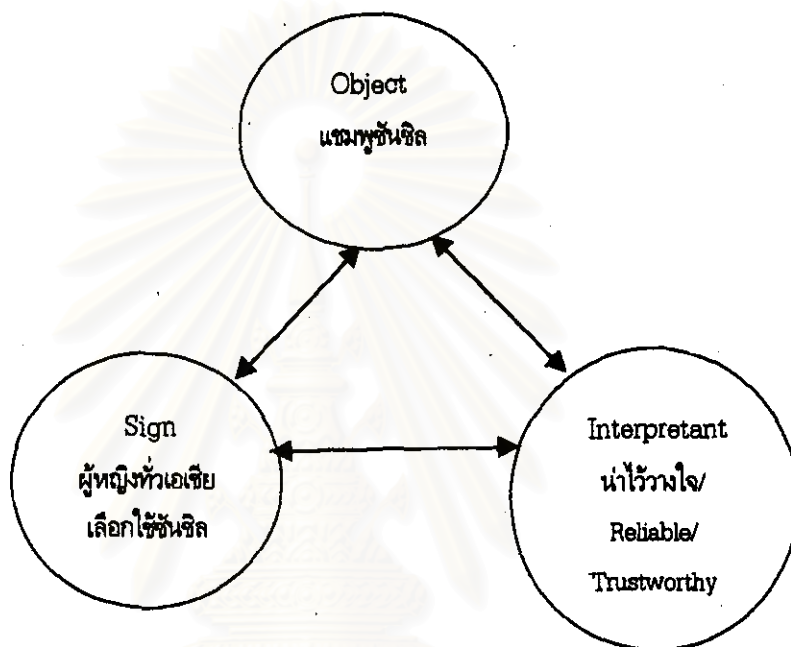 Object
แชมพูซันซิล
Sign
ผู้หญิงทั่วเอเชีย
เลือกใช้ซันซิล
Interpretant
น่าไว้วางใจ/
Reliable/
Trustworthy